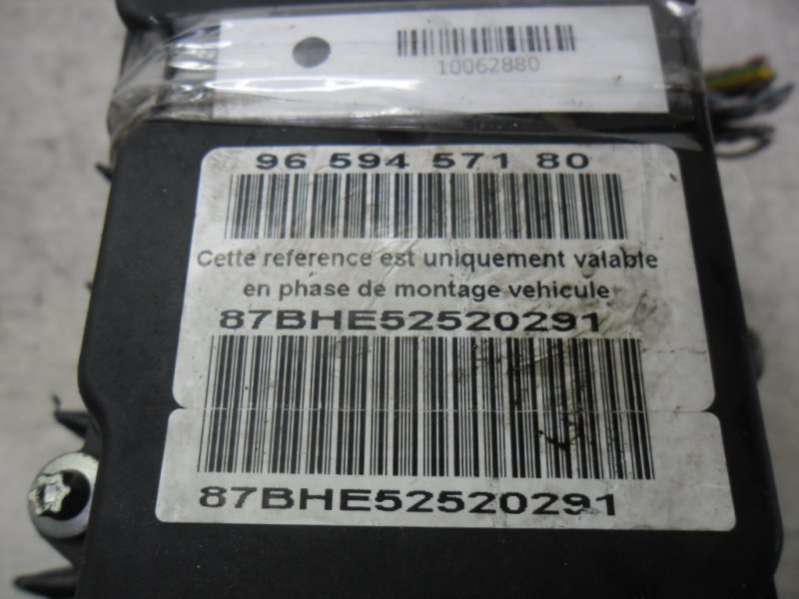 10062880
96 594 571 80
Cette reference est uniquement valable
en phase de montage vehicule
87BHE52520291
87BHE52520291